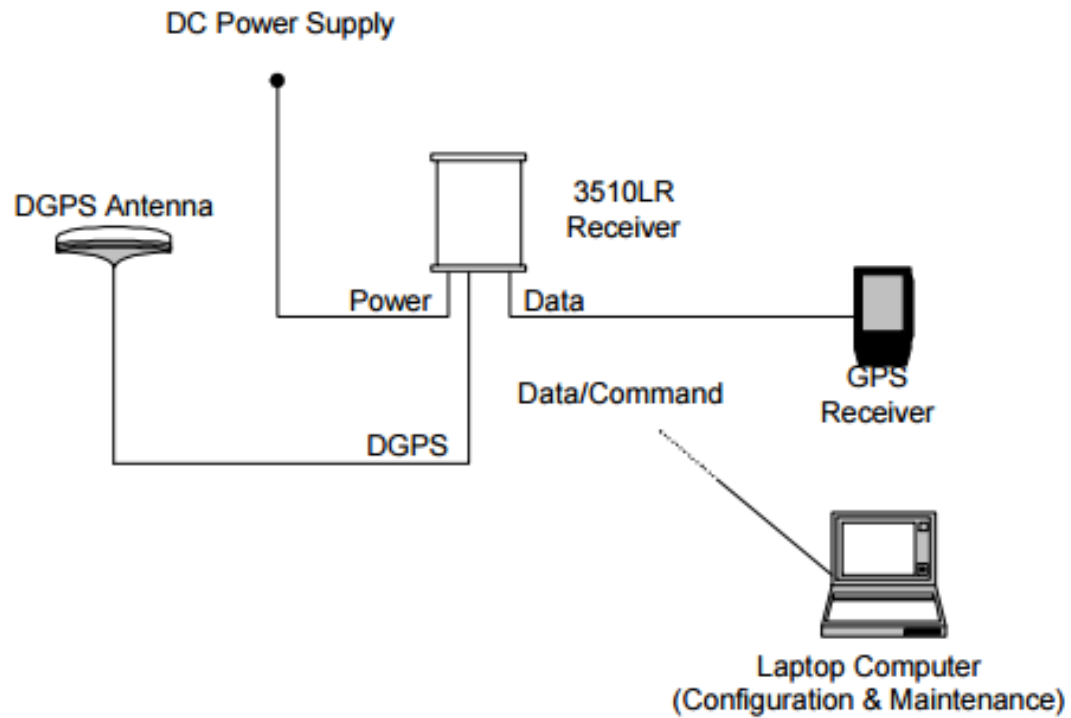 DC Power Supply
DGPS Antenna
3510LR
Receiver
Power
Data
GPS
Receiver
Data/Command
DGPS
Laptop Computer
(Configuration & Maintenance)